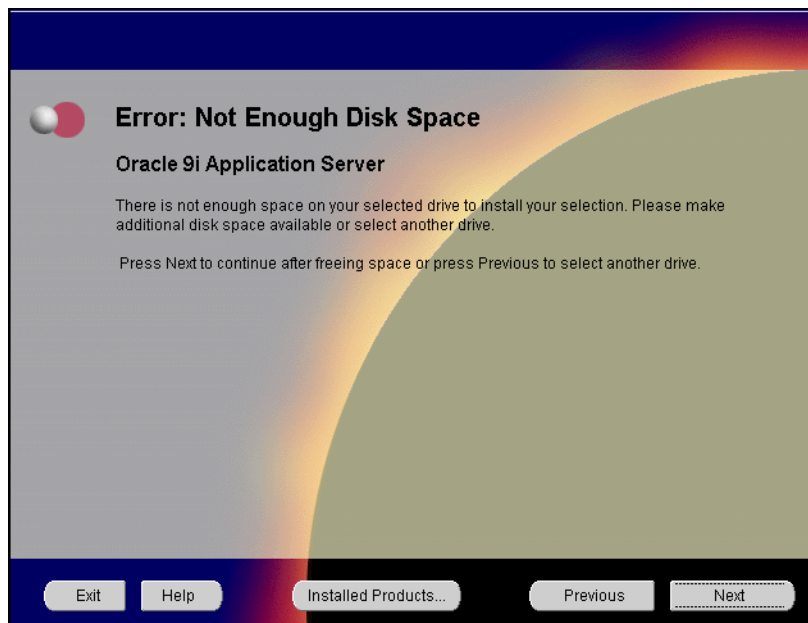 Error: Not Enough Disk Space
Oracle 9i Application Server
There is not enough space on your selected drive to install your selection. Please make
additional disk space available or select another drive.
Press Next to continue after freeing space or press Previous to select another drive.
Exit Help Installed Products... Previous Next